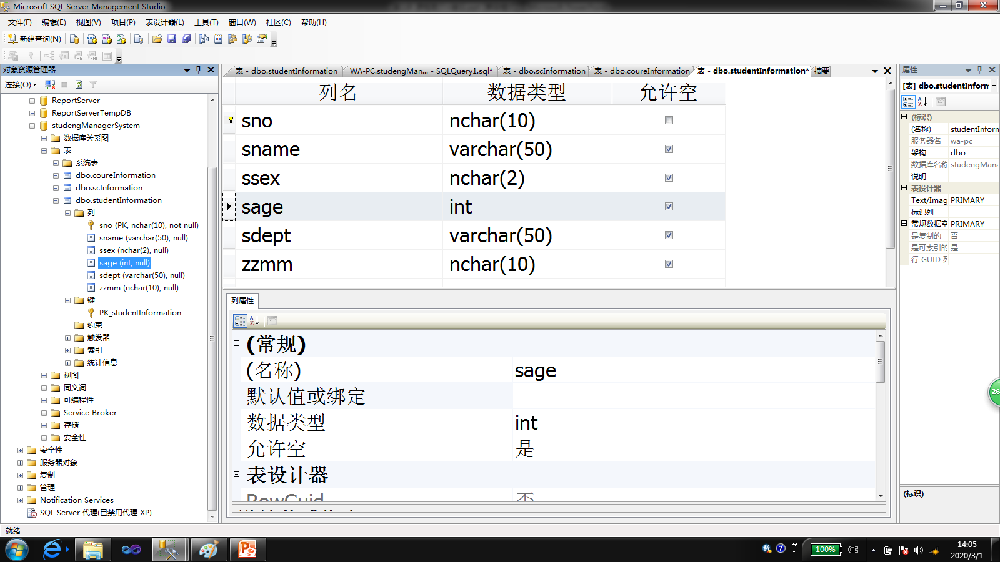 Microsoft SQL Server Management Studio
文件(F) 编辑(E) 视图(V) 项目(P) 表设计器(L) 工具(T) 窗口(W) 社区(C) 帮助(H)
新建查询(N)
对象资源管理器
连接(O)
ReportServer
ReportServerTempDB
studengManagerSystem
数据库关系图
表
系统表
dbo.coureInformation
dbo.scInformation
dbo.studentInformation
列
sno (PK, nchar(10), not null)
sname (varchar(50), null)
ssex (nchar(2), null)
sage (int, null)
sdept (varchar(50), null)
zzmm (nchar(10), null)
键
PK_studentInformation
约束
触发器
索引
统计信息
视图
同义词
可编程性
Service Broker
存储
安全性
安全性
服务器对象
复制
管理
Notification Services
SQL Server 代理(已禁用代理 XP)
表 - dbo.studentInformation WA-PC.studengMan... - SQLQuery1.sql* 表 - dbo.scInformation 表 - dbo.coureInformation 表 - dbo.studentInformation* 摘要
列名 数据类型 允许空
sno nchar(10)
sname varchar(50)
ssex nchar(2)
sage int
sdept varchar(50)
zzmm nchar(10)
列属性
(常规)
(名称) sage
默认值或绑定
数据类型 int
允许空 是
表设计器
RowGuid 否
属性
[表] dbo.studentInform
(标识)
(名称) studentInform
服务器名 wa-pc
架构 dbo
数据库名称 studengMana
说明
表设计器
Text/Imag PRIMARY
标识列
常规数据空 PRIMARY
是复制的 否
是可索引的 是
行 GUID 列
(标识)
26
就绪
100%
14:05
2020/3/1